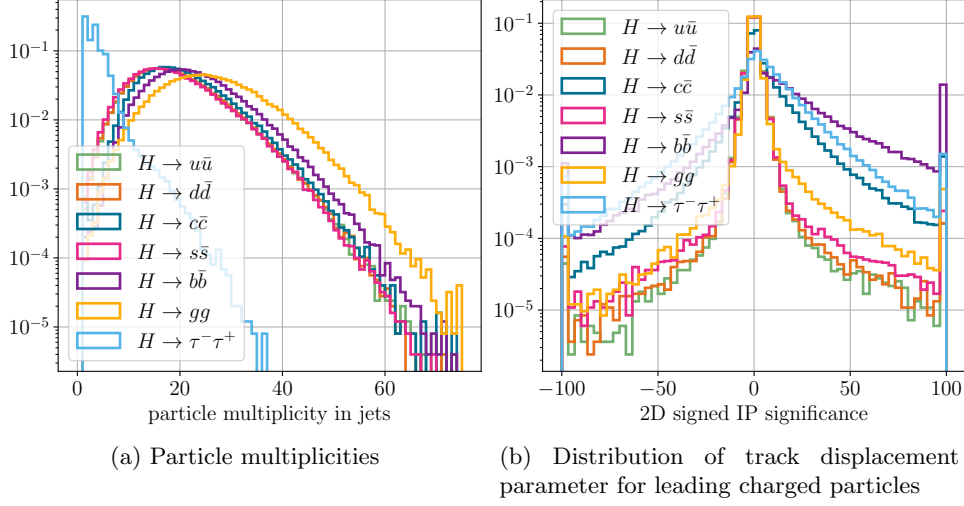 10⁻¹
10⁻²
10⁻³
10⁻⁴
10⁻⁵
H → uū
H → dd̄
H → cc̄
H → ss̄
H → bb̄
H → gg
H → τ⁻τ⁺
0 20 40 60
particle multiplicity in jets
(a) Particle multiplicities
10⁻¹
10⁻²
10⁻³
10⁻⁴
10⁻⁵
H → uū
H → dd̄
H → cc̄
H → ss̄
H → bb̄
H → gg
H → τ⁻τ⁺
−100 −50 0 50 100
2D signed IP significance
(b) Distribution of track displacement
parameter for leading charged particles